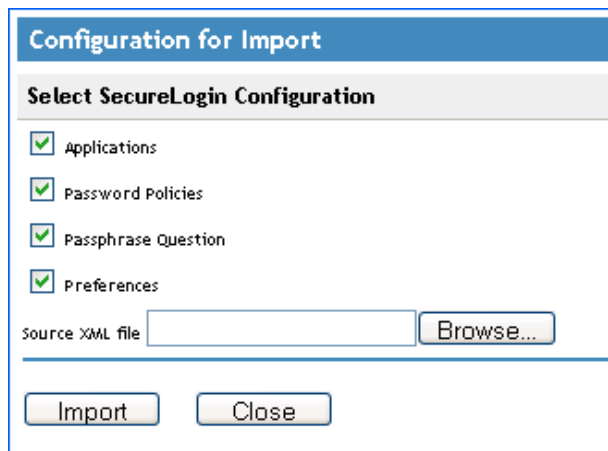 Configuration for Import
Select SecureLogin Configuration
Applications
Password Policies
Passphrase Question
Preferences
Source XML file Browse...
Import Close